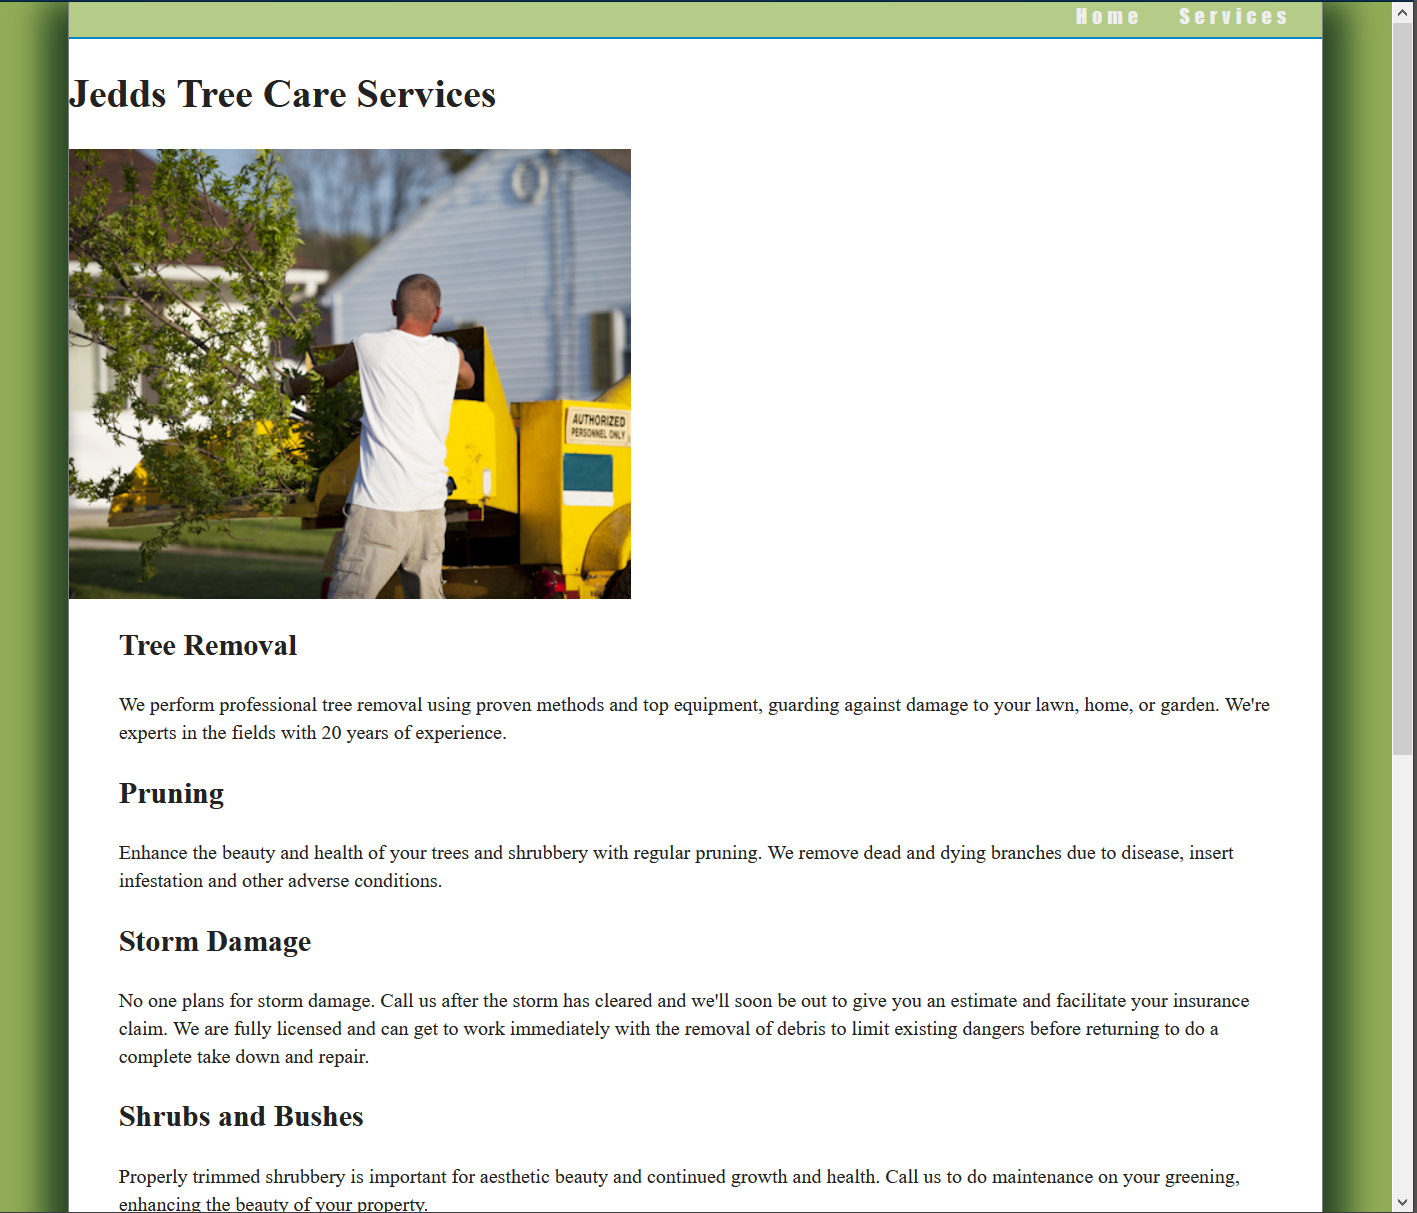 Home Services
Jedds Tree Care Services
AUTHORIZED
PERSONNEL ONLY
Tree Removal
We perform professional tree removal using proven methods and top equipment, guarding against damage to your lawn, home, or garden. We're
experts in the fields with 20 years of experience.
Pruning
Enhance the beauty and health of your trees and shrubbery with regular pruning. We remove dead and dying branches due to disease, insert
infestation and other adverse conditions.
Storm Damage
No one plans for storm damage. Call us after the storm has cleared and we'll soon be out to give you an estimate and facilitate your insurance
claim. We are fully licensed and can get to work immediately with the removal of debris to limit existing dangers before returning to do a
complete take down and repair.
Shrubs and Bushes
Properly trimmed shrubbery is important for aesthetic beauty and continued growth and health. Call us to do maintenance on your greening,
enhancing the beauty of your property.